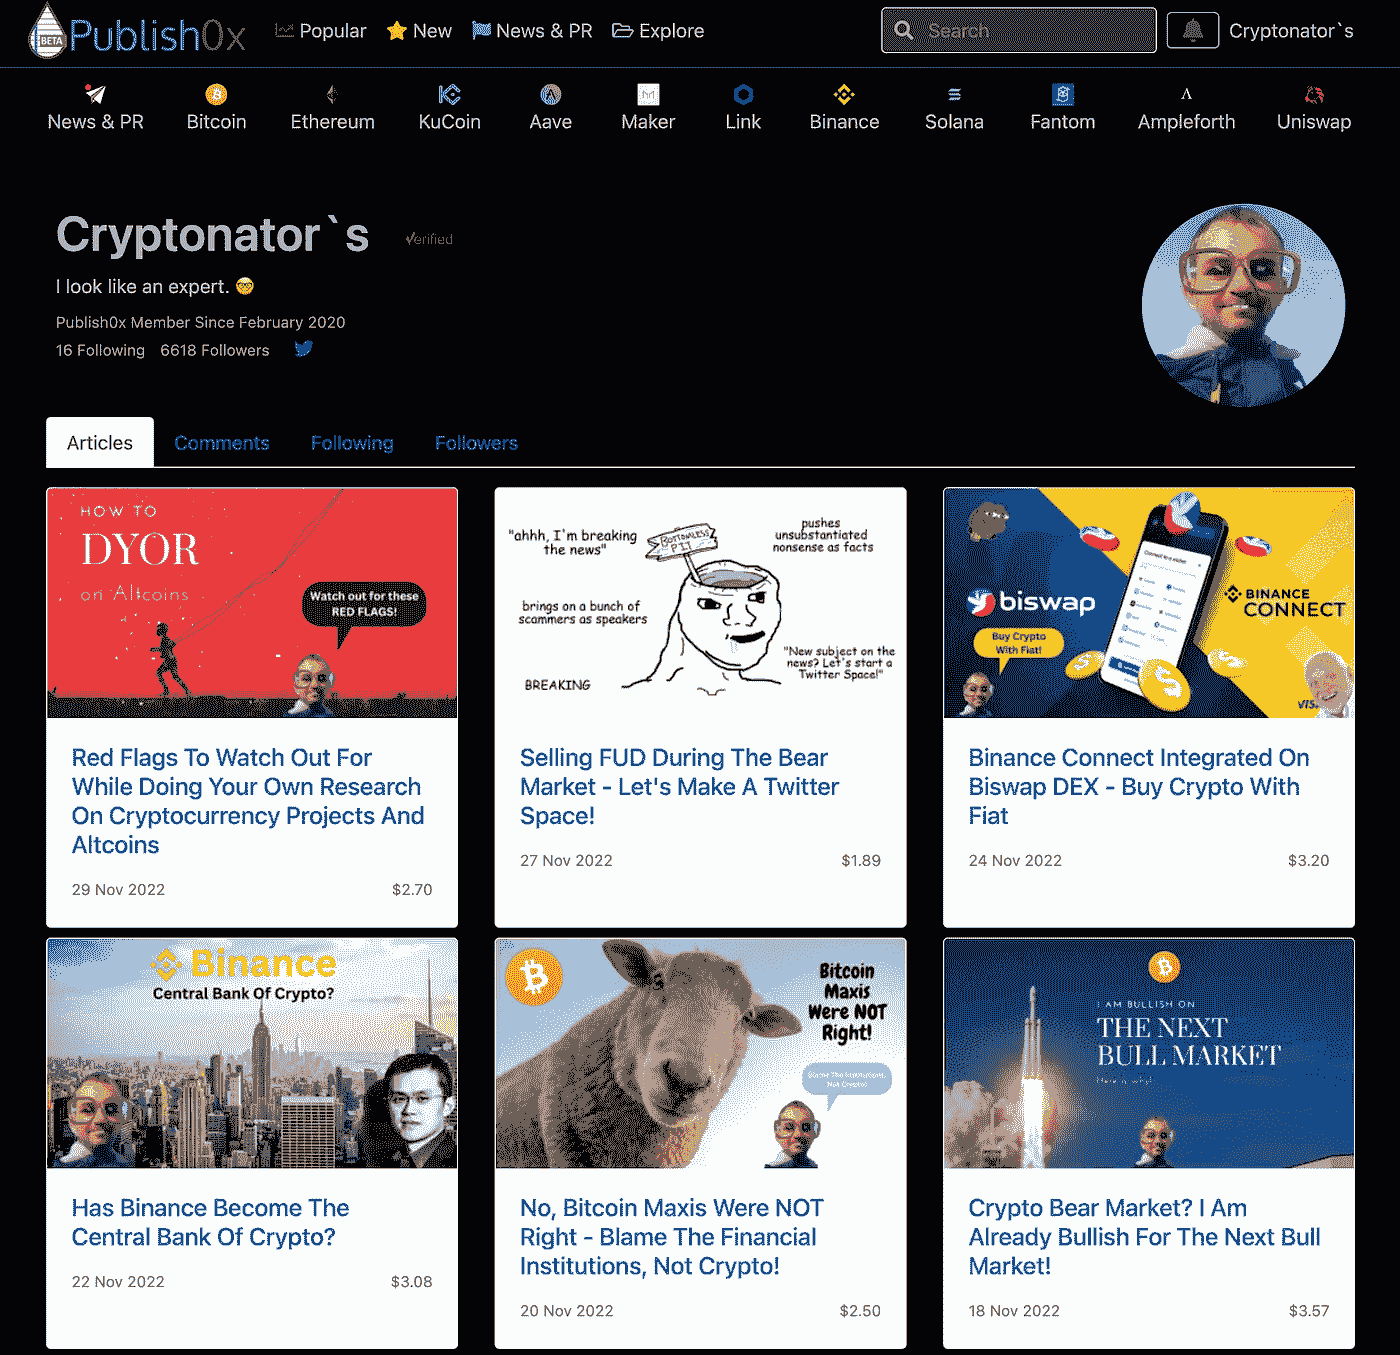 BETA
Publish0x
Popular
New
News & PR
Explore
Search
Cryptonator`s
News & PR
Bitcoin
Ethereum
KuCoin
Aave
Maker
Link
Binance
Solana
Fantom
Ampleforth
Uniswap
Cryptonator`s
Verified
I look like an expert.
Publish0x Member Since February 2020
16 Following
6618 Followers
Articles
Comments
Following
Followers
HOW TO
DYOR
on Altcoins
Watch out for these
RED FLAGS!
Red Flags To Watch Out For
While Doing Your Own Research
On Cryptocurrency Projects And
Altcoins
29 Nov 2022
$2.70
"ahhh, I'm breaking
the news"
BOTTOMLESS
PIT
pushes
unsubstantiated
nonsense as facts
brings on a bunch of
scammers as speakers
"New subject on the
news? Let's start a
Twitter Space!"
BREAKING
Selling FUD During The Bear
Market - Let's Make A Twitter
Space!
27 Nov 2022
$1.89
biswap
Buy Crypto
With Fiat!
BINANCE
CONNECT
Binance Connect Integrated On
Biswap DEX - Buy Crypto With
Fiat
24 Nov 2022
$3.20
Binance
Central Bank Of Crypto?
Has Binance Become The
Central Bank Of Crypto?
22 Nov 2022
$3.08
Bitcoin
Maxis
Were NOT
Right!
No, Bitcoin Maxis Were NOT
Right - Blame The Financial
Institutions, Not Crypto!
20 Nov 2022
$2.50
I AM BULLISH ON
THE NEXT
BULL MARKET
Crypto Bear Market? I Am
Already Bullish For The Next Bull
Market!
18 Nov 2022
$3.57